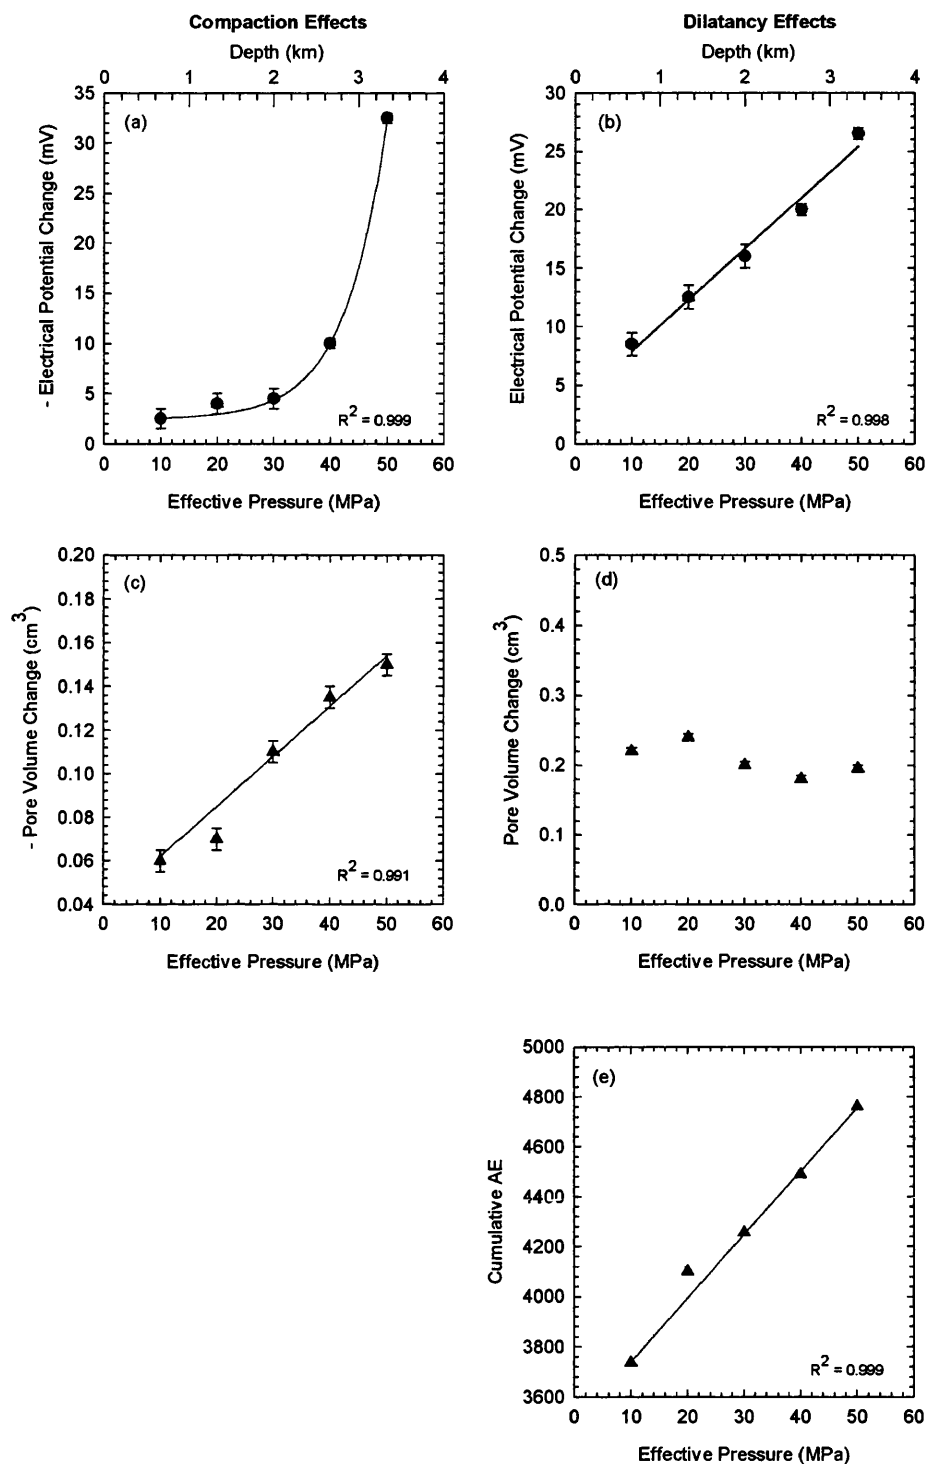 Compaction Effects
Depth (km)
0 1 2 3 4
(a)
- Electrical Potential Change (mV)
35
30
25
20
15
10
5
0
R² = 0.999
0 10 20 30 40 50 60
Effective Pressure (MPa)
Dilatancy Effects
Depth (km)
0 1 2 3 4
(b)
Electrical Potential Change (mV)
30
25
20
15
10
5
0
R² = 0.998
0 10 20 30 40 50 60
Effective Pressure (MPa)
(c)
- Pore Volume Change (cm³)
0.20
0.18
0.16
0.14
0.12
0.10
0.08
0.06
0.04
R² = 0.991
0 10 20 30 40 50 60
Effective Pressure (MPa)
(d)
Pore Volume Change (cm³)
0.5
0.4
0.3
0.2
0.1
0.0
0 10 20 30 40 50 60
Effective Pressure (MPa)
(e)
Cumulative AE
5000
4800
4600
4400
4200
4000
3800
3600
R² = 0.999
0 10 20 30 40 50 60
Effective Pressure (MPa)